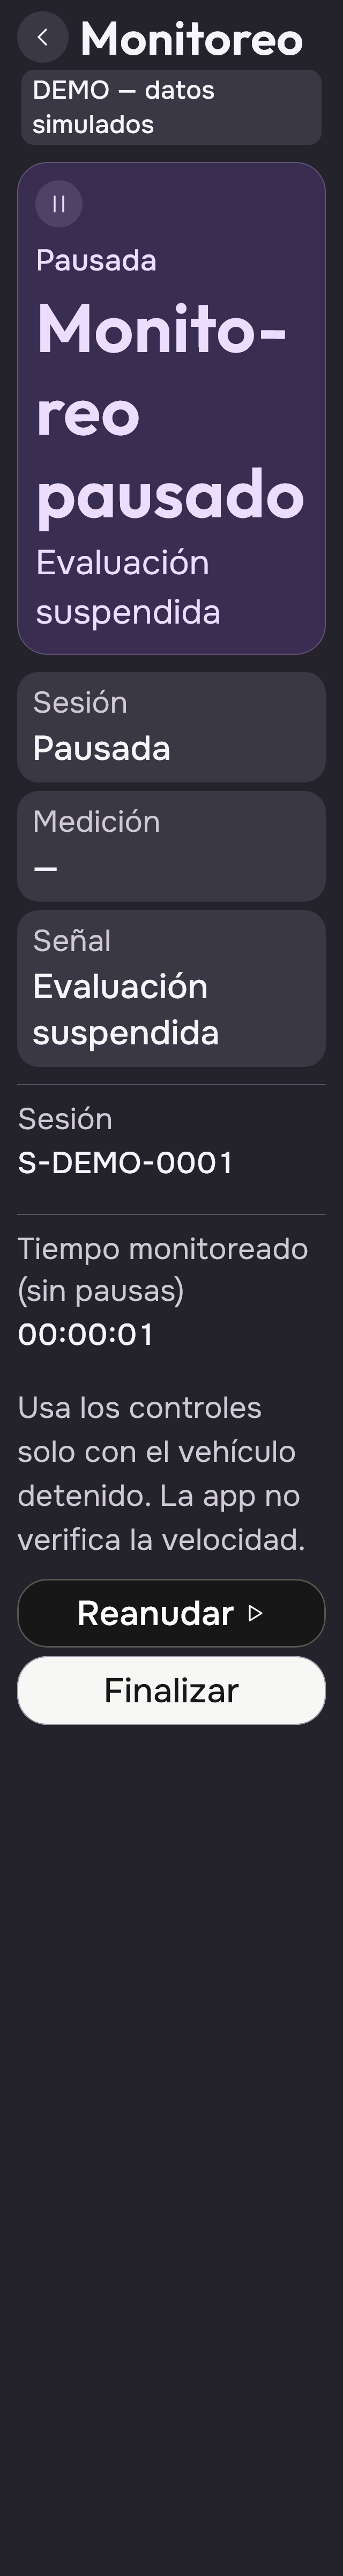 Monitoreo
DEMO — datos
simulados
Pausada
Monito-
reo
pausado
Evaluación
suspendida
Sesión
Pausada
Medición
—
Señal
Evaluación
suspendida
Sesión
S-DEMO-0001
Tiempo monitoreado
(sin pausas)
00:00:01
Usa los controles
solo con el vehículo
detenido. La app no
verifica la velocidad.
Reanudar
Finalizar